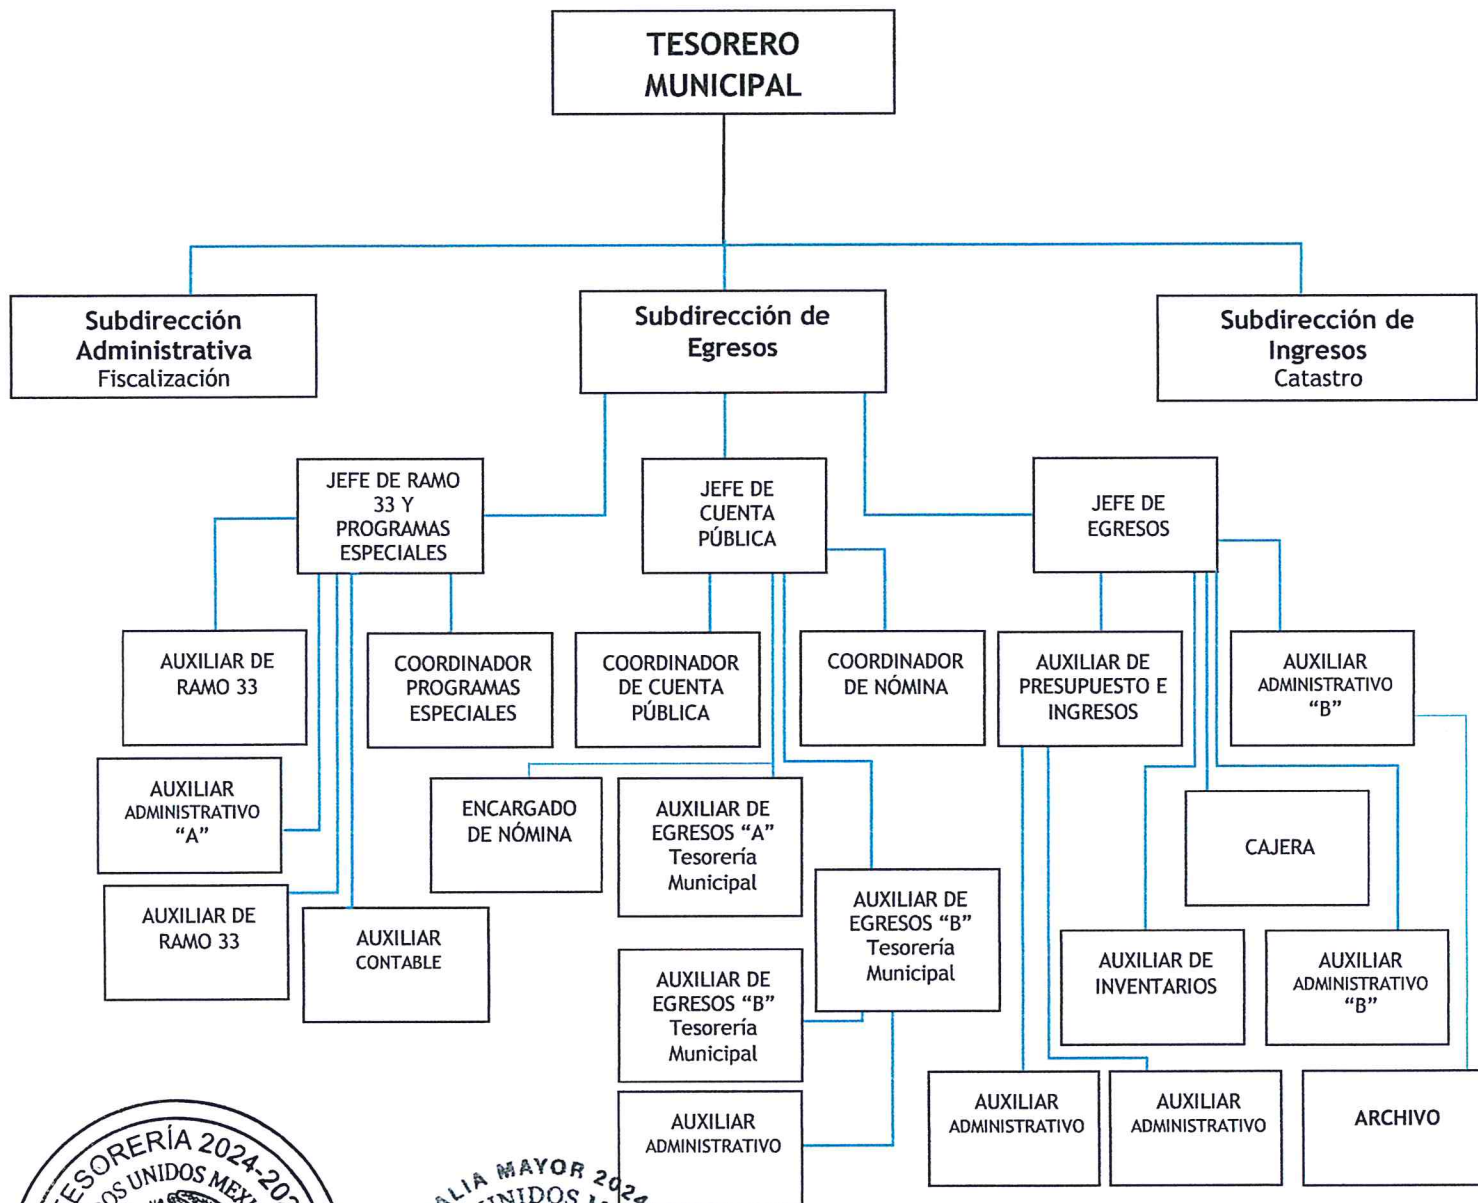 TESORERO
MUNICIPAL
Subdirección
Administrativa
Fiscalización
Subdirección de
Egresos
Subdirección de
Ingresos
Catastro
JEFE DE RAMO
33 Y
PROGRAMAS
ESPECIALES
JEFE DE
CUENTA
PÚBLICA
JEFE DE
EGRESOS
AUXILIAR DE
RAMO 33
COORDINADOR
PROGRAMAS
ESPECIALES
COORDINADOR
DE CUENTA
PÚBLICA
COORDINADOR
DE NÓMINA
AUXILIAR DE
PRESUPUESTO E
INGRESOS
AUXILIAR
ADMINISTRATIVO
“B”
AUXILIAR
ADMINISTRATIVO
“A”
ENCARGADO
DE NÓMINA
AUXILIAR DE
EGRESOS “A”
Tesorería
Municipal
CAJERA
AUXILIAR DE
RAMO 33
AUXILIAR
CONTABLE
AUXILIAR DE
EGRESOS “B”
Tesorería
Municipal
AUXILIAR DE
EGRESOS “B”
Tesorería
Municipal
AUXILIAR DE
INVENTARIOS
AUXILIAR
ADMINISTRATIVO
“B”
AUXILIAR
ADMINISTRATIVO
AUXILIAR
ADMINISTRATIVO
AUXILIAR
ADMINISTRATIVO
ARCHIVO
TESORERÍA 2024-202
UNIDOS MEX
MAYOR 2024
UNIDOS